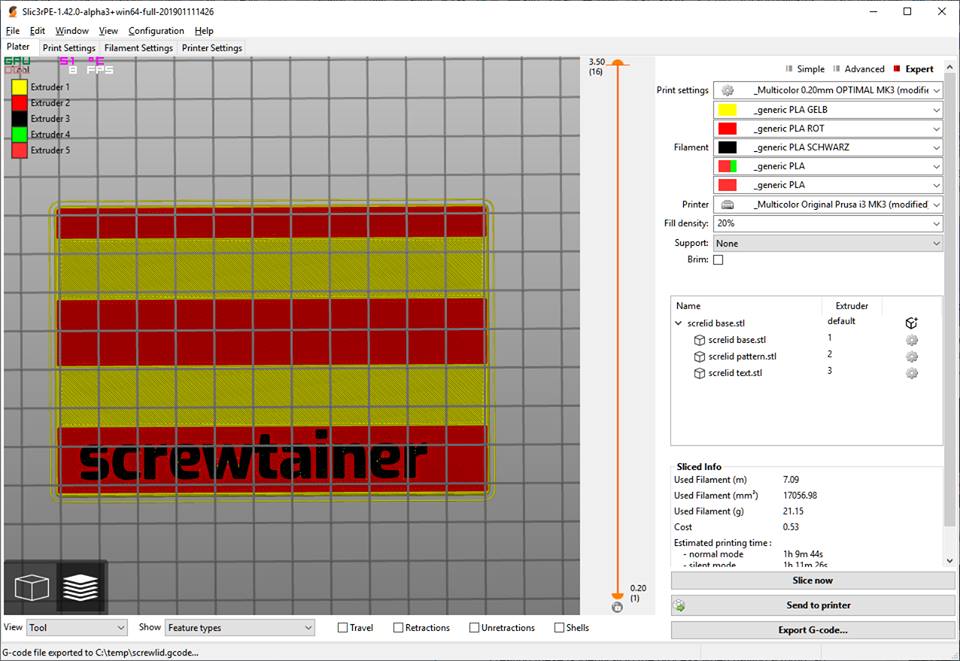 Slic3rPE-1.42.0-alpha3+win64-full-201901111426
File Edit Window View Configuration Help
Plater Print Settings Filament Settings Printer Settings
GPU 51 °C
8 FPS
Extruder 1
Extruder 2
Extruder 3
Extruder 4
Extruder 5
3.50
(16)
0.20
(1)
Simple Advanced Expert
Print settings _Multicolor 0.20mm OPTIMAL MK3 (modifie
_generic PLA GELB
_generic PLA ROT
Filament _generic PLA SCHWARZ
_generic PLA
_generic PLA
Printer _Multicolor Original Prusa i3 MK3 (modified)
Fill density: 20%
Support: None
Brim:
Name Extruder
screlid base.stl default
screlid base.stl 1
screlid pattern.stl 2
screlid text.stl 3
screwtainer
Sliced Info
Used Filament (m) 7.09
Used Filament (mm³) 17056.98
Used Filament (g) 21.15
Cost 0.53
Estimated printing time :
- normal mode 1h 9m 44s
- silent mode 1h 11m 26s
Slice now
Send to printer
Export G-code...
View Tool Show Feature types Travel Retractions Unretractions Shells
G-code file exported to C:\temp\screwlid.gcode...